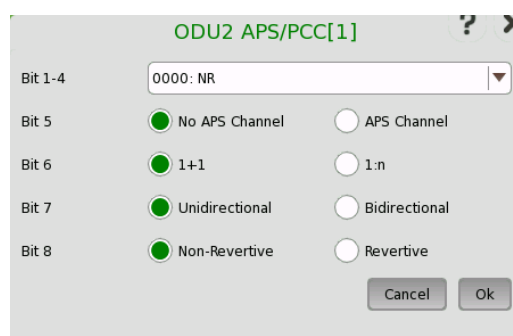 ODU2 APS/PCC[1] ?
Bit 1-4 0000: NR
Bit 5 No APS Channel APS Channel
Bit 6 1+1 1:n
Bit 7 Unidirectional Bidirectional
Bit 8 Non-Revertive Revertive
Cancel Ok